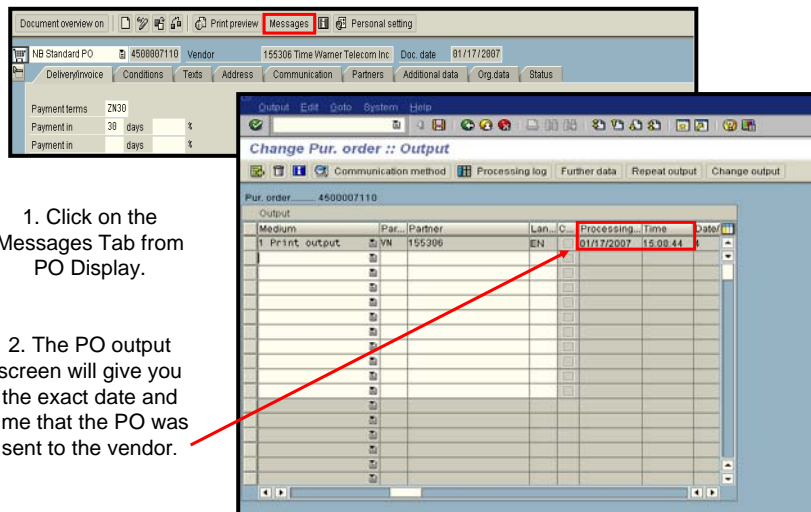 Document overview on Print preview Messages Personal setting
NB Standard PO 4500007110 Vendor 155306 Time Warner Telecom Inc Doc. date 01/17/2007
Delivery/Invoice Conditions Texts Address Communication Partners Additional data Org.data Status
Payment terms ZN30
Payment in 30 days %
Payment in days %
Output Edit Goto System Help
Change Pur. order :: Output
Communication method Processing log Further data Repeat output Change output
Pur. order......... 4500007110
Output
Medium Par... Partner Lan... C... Processing... Time Date/
1 Print output VN 155306 EN 01/17/2007 15:08:44 4
1. Click on the
Messages Tab from
PO Display.
2. The PO output
screen will give you
the exact date and
me that the PO was
sent to the vendor.